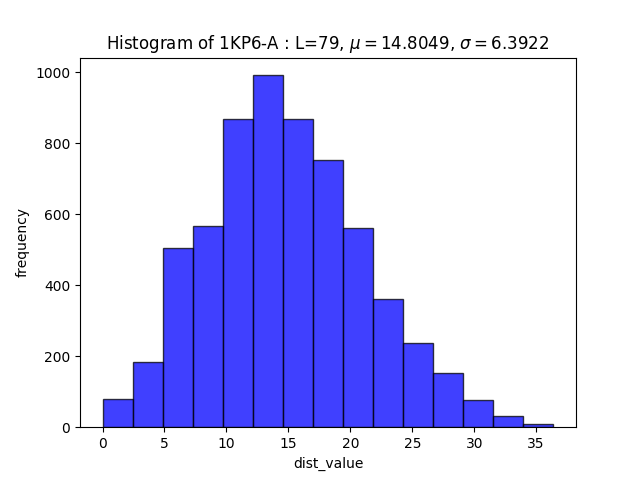 Histogram of 1KP6-A : L=79, μ = 14.8049, σ = 6.3922
1000
800
600
400
200
0
frequency
0 5 10 15 20 25 30 35
dist_value